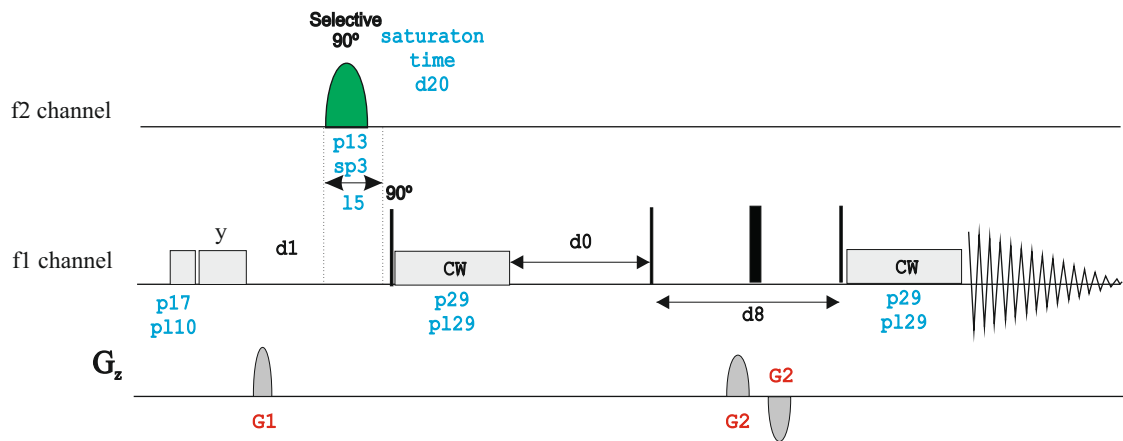 Selective
90º
saturaton
time
d20
f2 channel
p13
sp3
l5
90º
y
d1
d0
f1 channel
CW
CW
p17
pl10
p29
pl29
d8
p29
pl29
Gz
G2
G1
G2